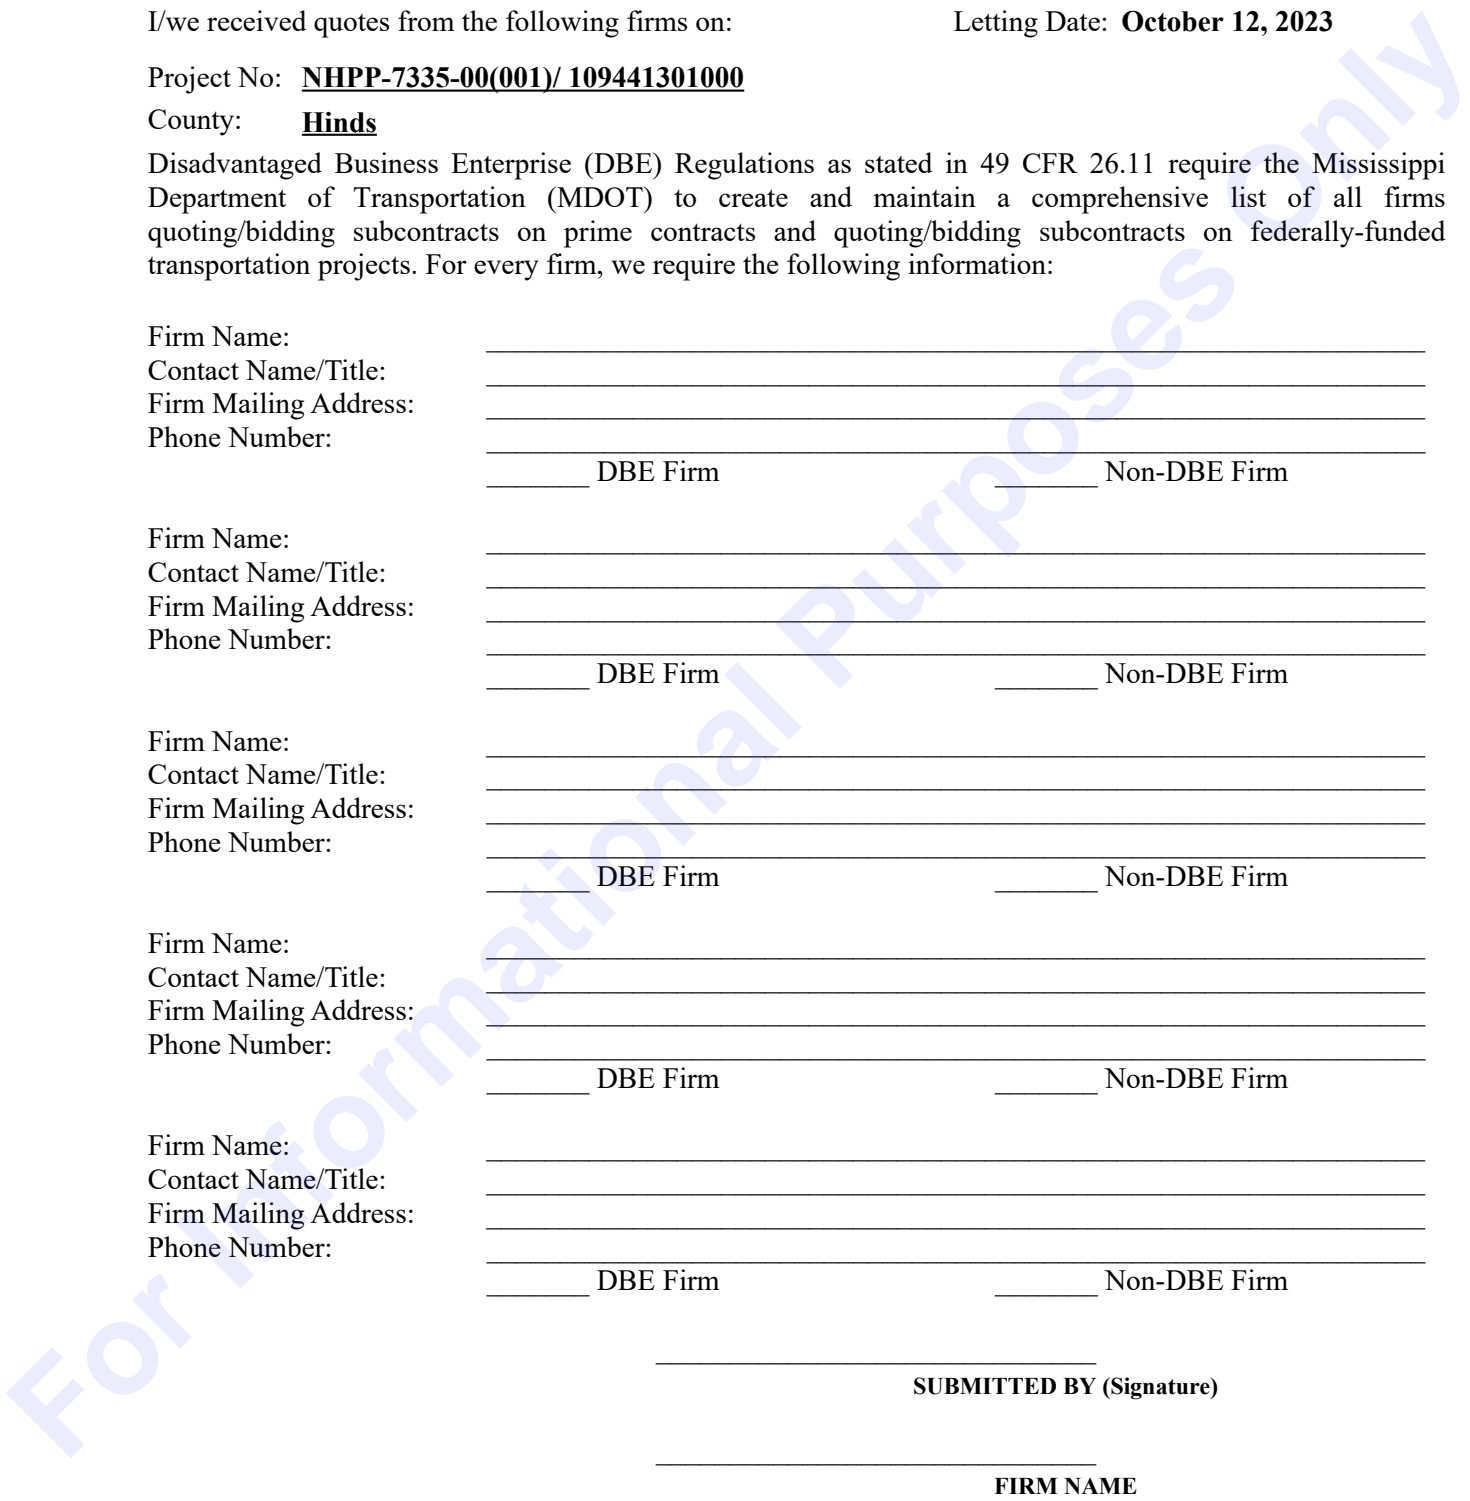 I/we received quotes from the following firms on: Letting Date: October 12, 2023
Project No: NHPP-7335-00(001)/ 109441301000
County: Hinds
Disadvantaged Business Enterprise (DBE) Regulations as stated in 49 CFR 26.11 require the Mississippi
Department of Transportation (MDOT) to create and maintain a comprehensive list of all firms
quoting/bidding subcontracts on prime contracts and quoting/bidding subcontracts on federally-funded
transportation projects. For every firm, we require the following information:
Firm Name:
Contact Name/Title:
Firm Mailing Address:
Phone Number:
DBE Firm Non-DBE Firm
Firm Name:
Contact Name/Title:
Firm Mailing Address:
Phone Number:
DBE Firm Non-DBE Firm
Firm Name:
Contact Name/Title:
Firm Mailing Address:
Phone Number:
DBE Firm Non-DBE Firm
Firm Name:
Contact Name/Title:
Firm Mailing Address:
Phone Number:
DBE Firm Non-DBE Firm
Firm Name:
Contact Name/Title:
Firm Mailing Address:
Phone Number:
DBE Firm Non-DBE Firm
SUBMITTED BY (Signature)
FIRM NAME
For Informational Purposes Only